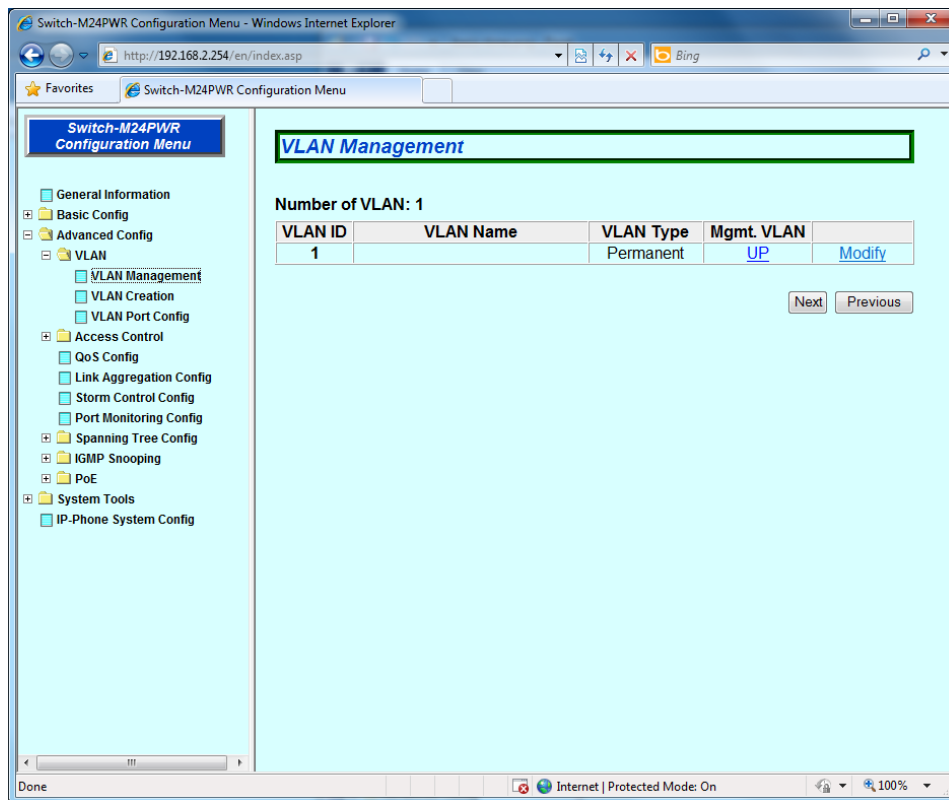 Switch-M24PWR Configuration Menu - Windows Internet Explorer
http://192.168.2.254/en/index.asp
Bing
Favorites
Switch-M24PWR Configuration Menu
Switch-M24PWR
Configuration Menu
General Information
Basic Config
Advanced Config
VLAN
VLAN Management
VLAN Creation
VLAN Port Config
Access Control
QoS Config
Link Aggregation Config
Storm Control Config
Port Monitoring Config
Spanning Tree Config
IGMP Snooping
PoE
System Tools
IP-Phone System Config
VLAN Management
Number of VLAN: 1
VLAN ID VLAN Name VLAN Type Mgmt. VLAN
1 Permanent UP Modify
Next Previous
Done
Internet | Protected Mode: On
100%